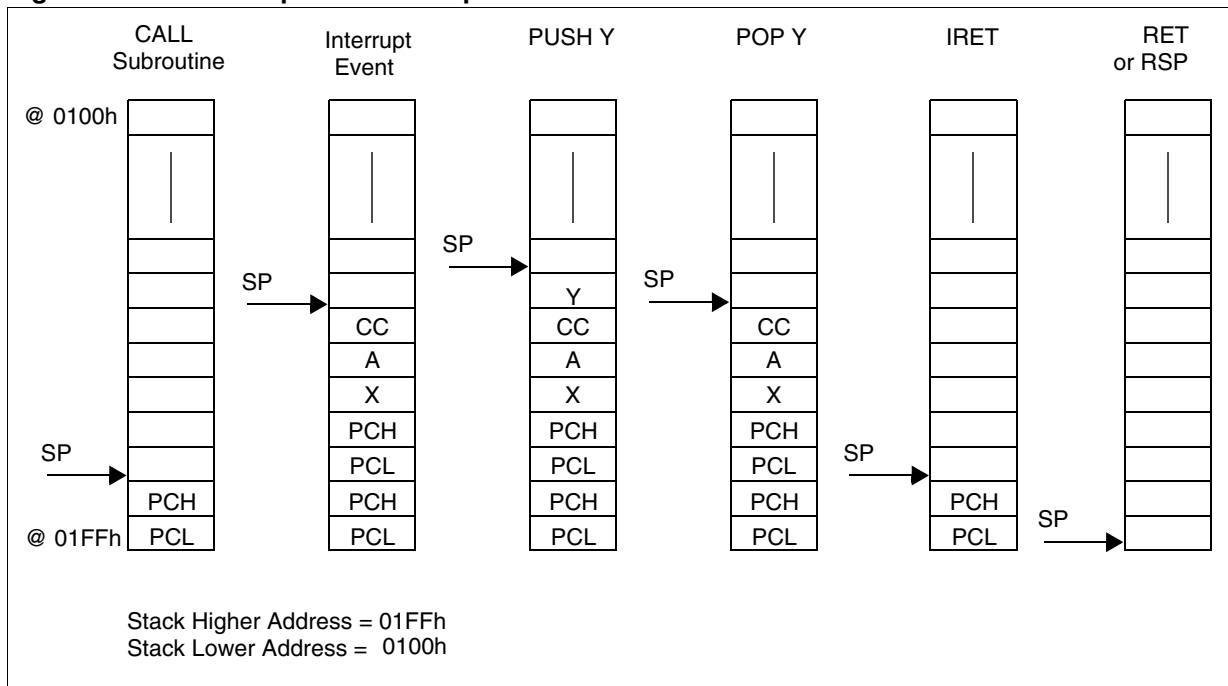 CALL
Subroutine
Interrupt
Event
PUSH Y
POP Y
IRET
RET
or RSP
@ 0100h
SP
PCH
@ 01FFh
PCL
SP
CC
A
X
PCH
PCL
PCH
PCL
SP
Y
CC
A
X
PCH
PCL
PCH
PCL
SP
CC
A
X
PCH
PCL
PCH
PCL
SP
PCH
PCL
SP
Stack Higher Address = 01FFh
Stack Lower Address = 0100h